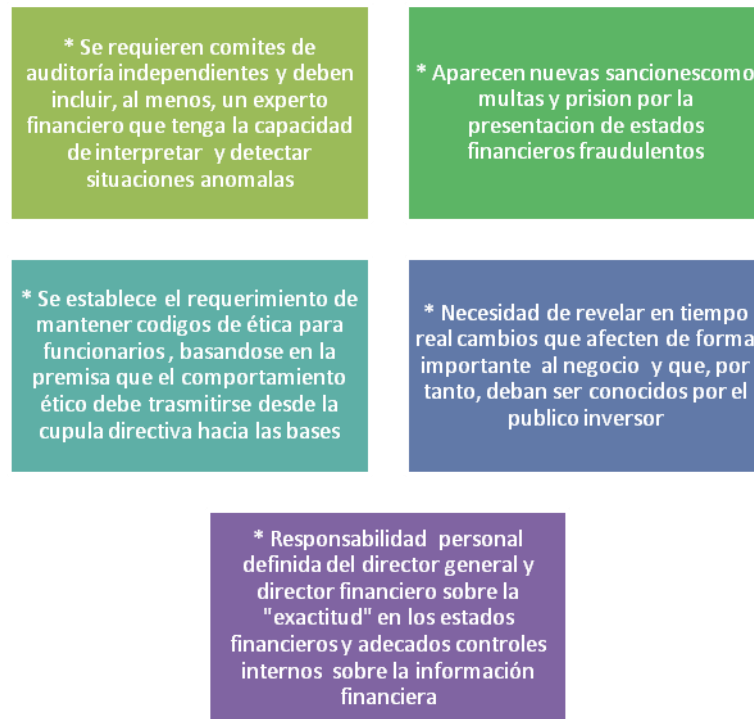 * Se requieren comites de
auditoría independientes y deben
incluir, al menos, un experto
financiero que tenga la capacidad
de interpretar y detectar
situaciones anomalas
* Aparecen nuevas sancionescomo
multas y prision por la
presentacion de estados
financieros fraudulentos
* Se establece el requerimiento de
mantener codigos de ética para
funcionarios , basandose en la
premisa que el comportamiento
ético debe trasmitirse desde la
cupula directiva hacia las bases
* Necesidad de revelar en tiempo
real cambios que afecten de forma
importante al negocio y que, por
tanto, deban ser conocidos por el
publico inversor
* Responsabilidad personal
definida del director general y
director financiero sobre la
"exactitud" en los estados
financieros y adecados controles
internos sobre la información
financiera